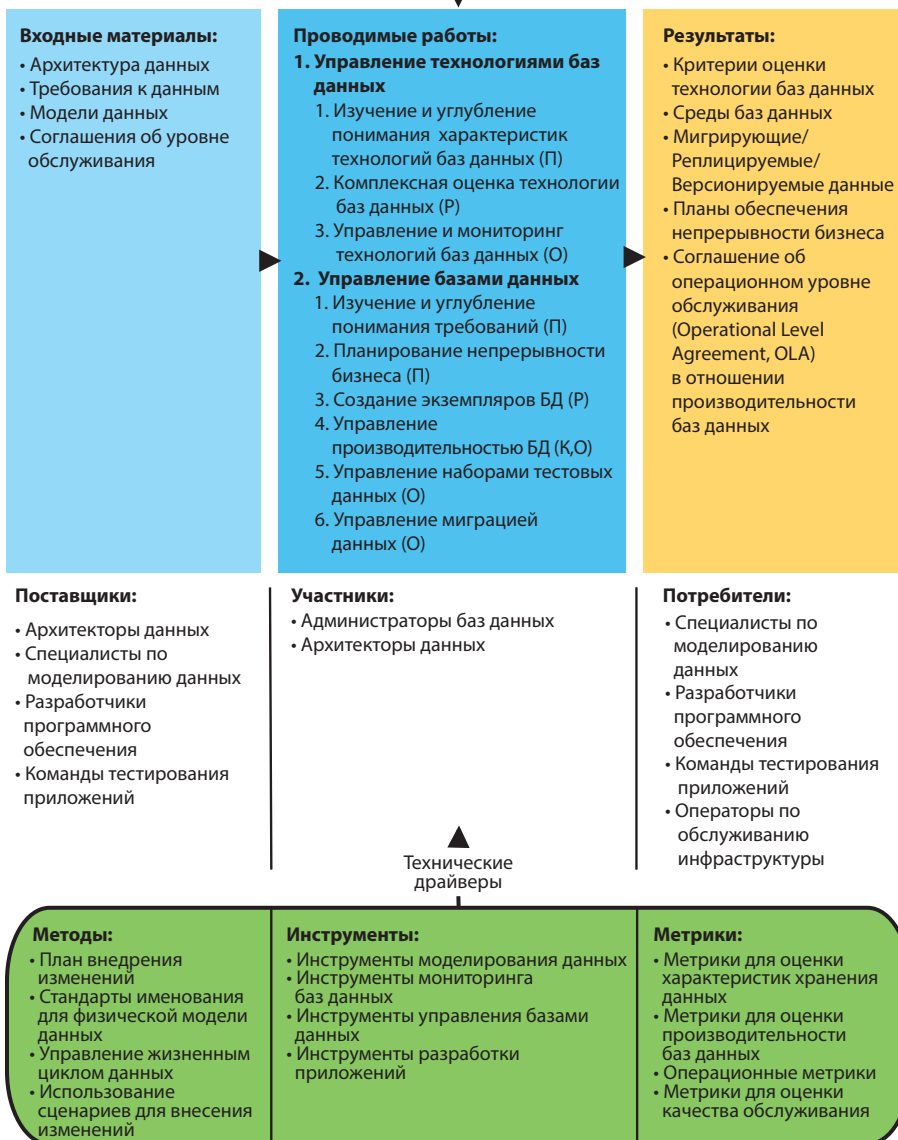 Входные материалы:
• Архитектура данных
• Требования к данным
• Модели данных
• Соглашения об уровне
обслуживания
Проводимые работы:
1. Управление технологиями баз
данных
1. Изучение и углубление
понимания характеристик
технологий баз данных (П)
2. Комплексная оценка технологии
баз данных (Р)
3. Управление и мониторинг
технологий баз данных (О)
2. Управление базами данных
1. Изучение и углубление
понимания требований (П)
2. Планирование непрерывности
бизнеса (П)
3. Создание экземпляров БД (Р)
4. Управление
производительностью БД (К,О)
5. Управление наборами тестовых
данных (О)
6. Управление миграцией
данных (О)
Результаты:
• Критерии оценки
технологии баз данных
• Среды баз данных
• Мигрирующие/
Реплицируемые/
Версионируемые данные
• Планы обеспечения
непрерывности бизнеса
• Соглашение об
операционном уровне
обслуживания
(Operational Level
Agreement, OLA)
в отношении
производительности
баз данных
Поставщики:
• Архитекторы данных
• Специалисты по
моделированию данных
• Разработчики
программного
обеспечения
• Команды тестирования
приложений
Участники:
• Администраторы баз данных
• Архитекторы данных
Потребители:
• Специалисты по
моделированию
данных
• Разработчики
программного
обеспечения
• Команды тестирования
приложений
• Операторы по
обслуживанию
инфраструктуры
Технические
драйверы
Методы:
• План внедрения
изменений
• Стандарты именования
для физической модели
данных
• Управление жизненным
циклом данных
• Использование
сценариев для внесения
изменений
Инструменты:
• Инструменты моделирования данных
• Инструменты мониторинга
баз данных
• Инструменты управления базами
данных
• Инструменты разработки
приложений
Метрики:
• Метрики для оценки
характеристик хранения
данных
• Метрики для оценки
производительности
баз данных
• Операционные метрики
• Метрики для оценки
качества обслуживания